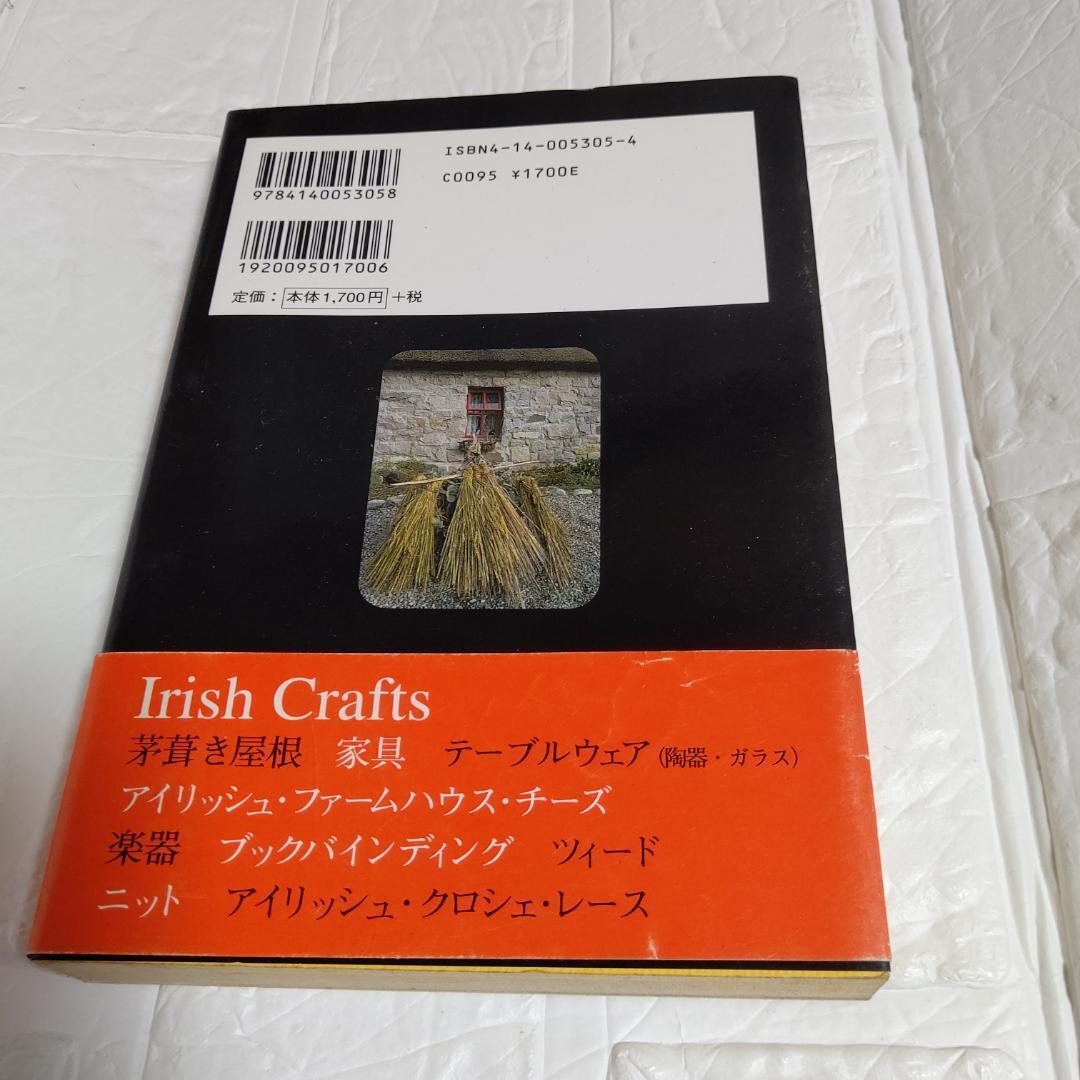 ISBN4-14-005305-4
C0095 ¥1700E
9784140053058
1920095017006
定価：本体1,700円+税
Irish Crafts
茅葺き屋根 家具 テーブルウェア(陶器・ガラス)
アイリッシュ・ファームハウス・チーズ
楽器 ブックバインディング ツィード
ニット アイリッシュ・クロシェ・レース